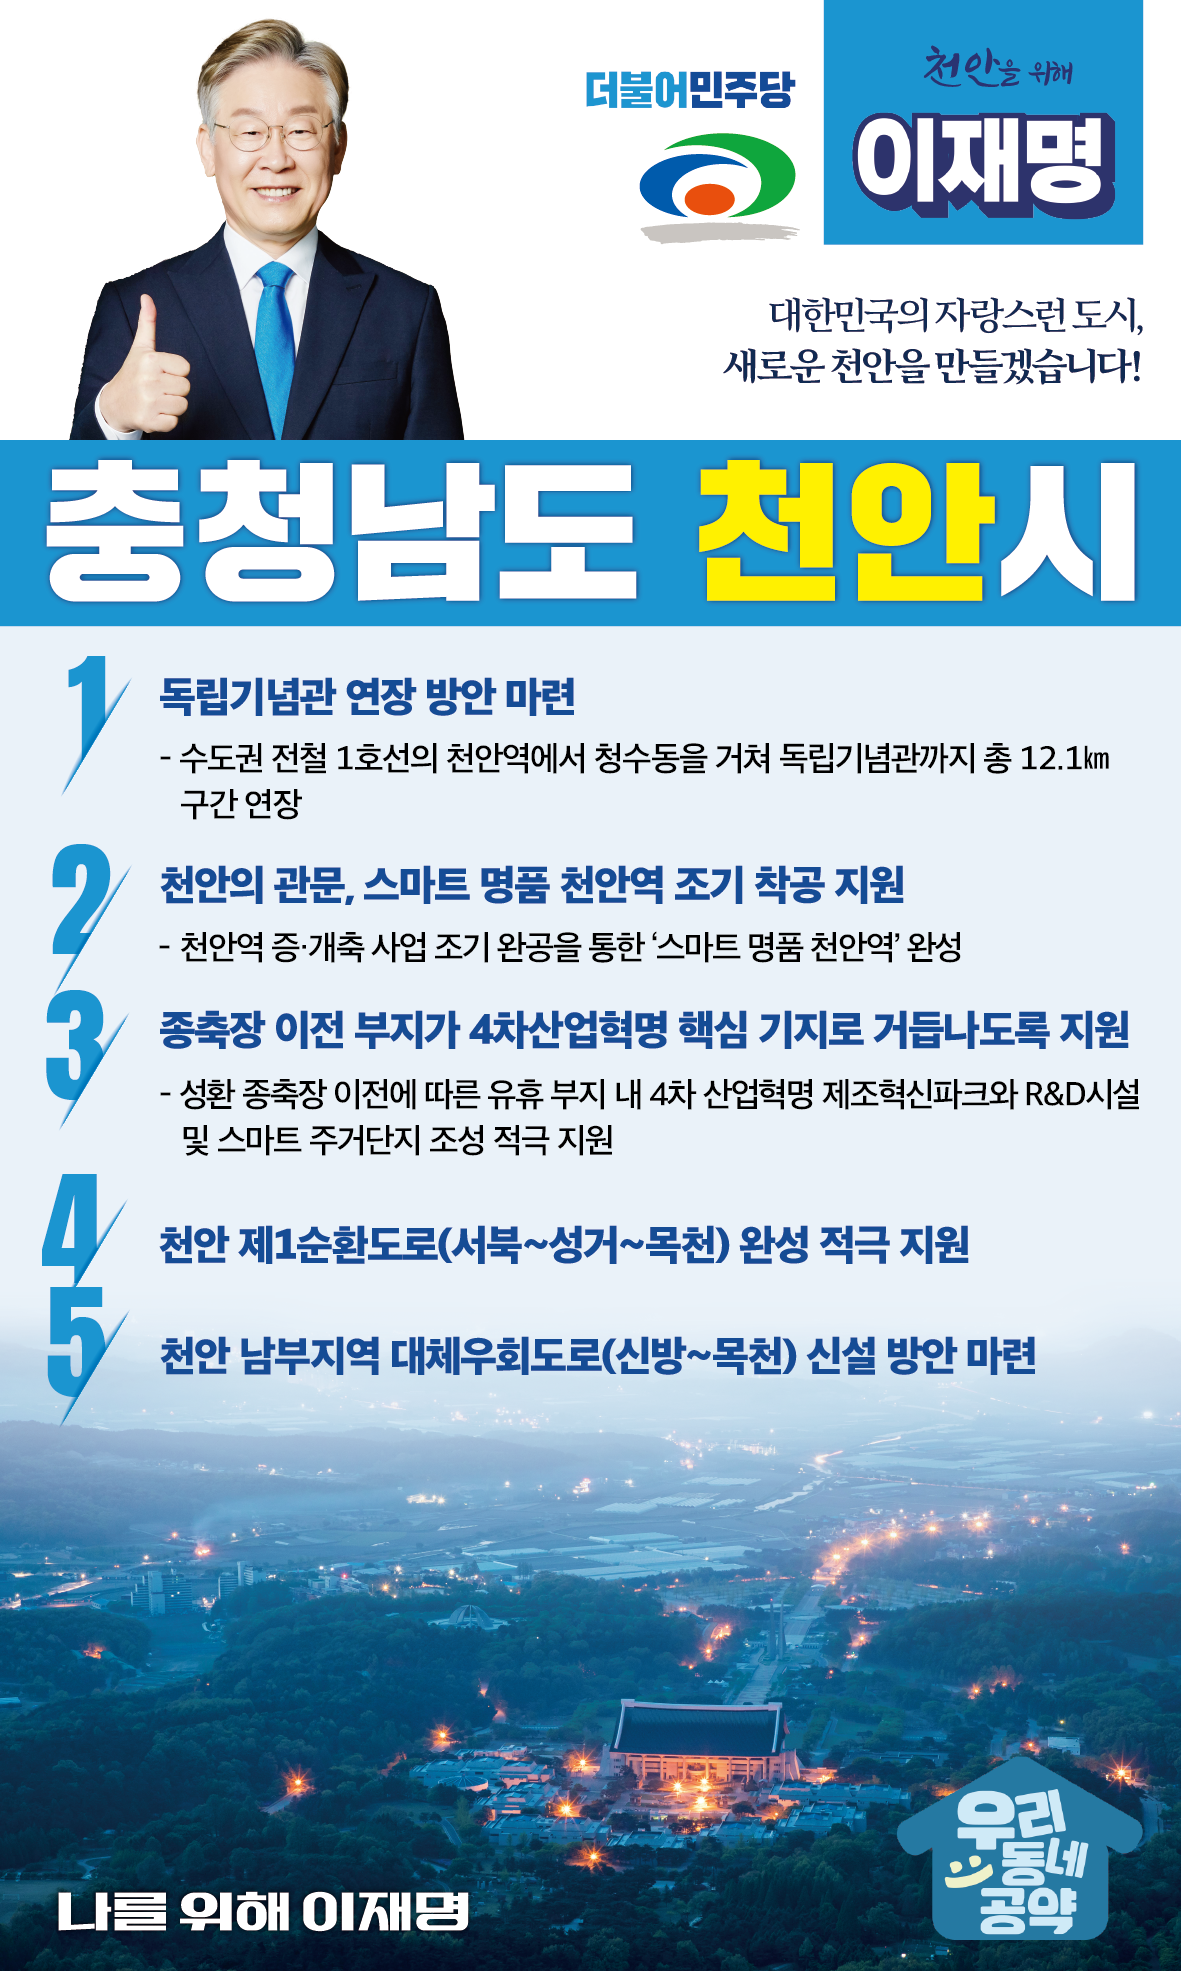 더불어민주당
천안을 위해
이재명
대한민국의 자랑스런 도시,
새로운 천안을 만들겠습니다!
충청남도 천안시
1
독립기념관 연장 방안 마련
- 수도권 전철 1호선의 천안역에서 청수동을 거쳐 독립기념관까지 총 12.1㎞
구간 연장
2
천안의 관문, 스마트 명품 천안역 조기 착공 지원
- 천안역 증·개축 사업 조기 완공을 통한 ‘스마트 명품 천안역’ 완성
3
종축장 이전 부지가 4차산업혁명 핵심 기지로 거듭나도록 지원
- 성환 종축장 이전에 따른 유휴 부지 내 4차 산업혁명 제조혁신파크와 R&D시설
및 스마트 주거단지 조성 적극 지원
4
천안 제1순환도로(서북~성거~목천) 완성 적극 지원
5
천안 남부지역 대체우회도로(신방~목천) 신설 방안 마련
우리
동네
공약
나를 위해 이재명